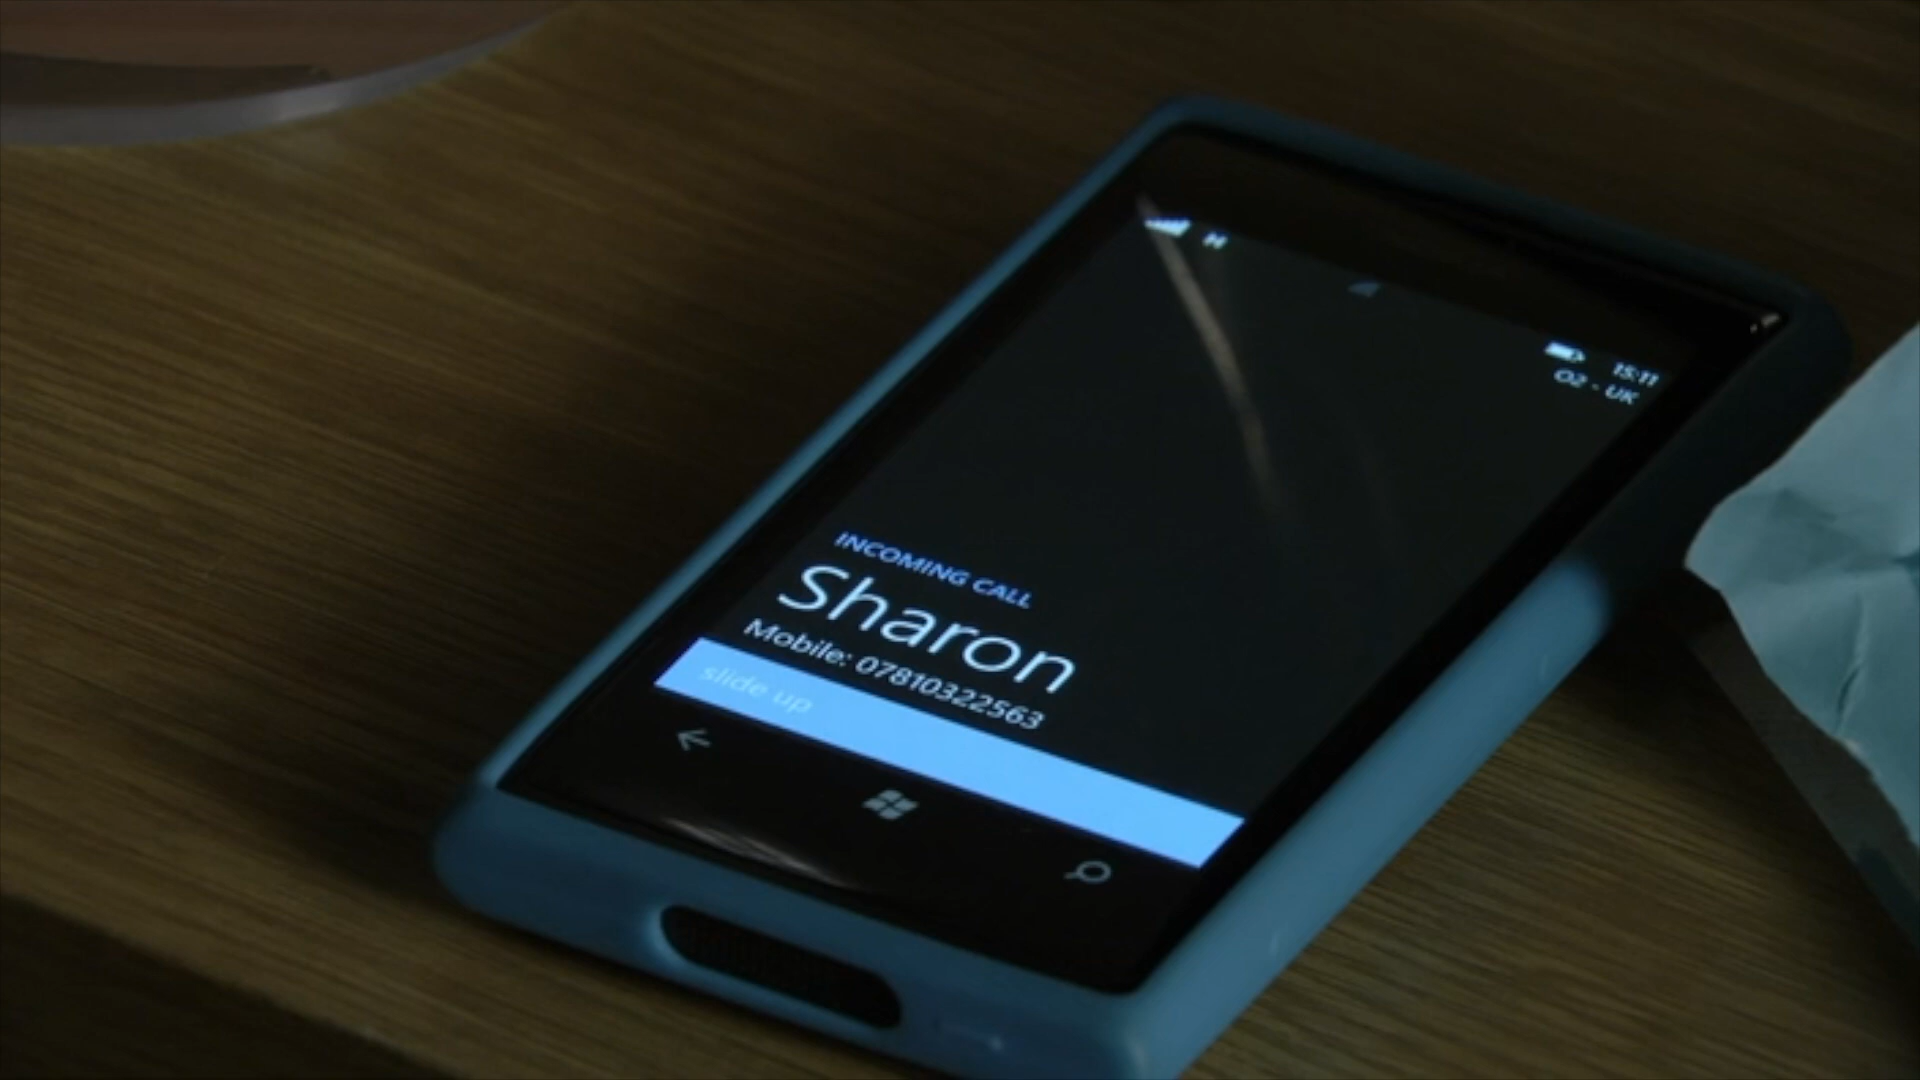 H
15:11
O2 - UK
INCOMING CALL
Sharon
Mobile: 07810322563
slide up